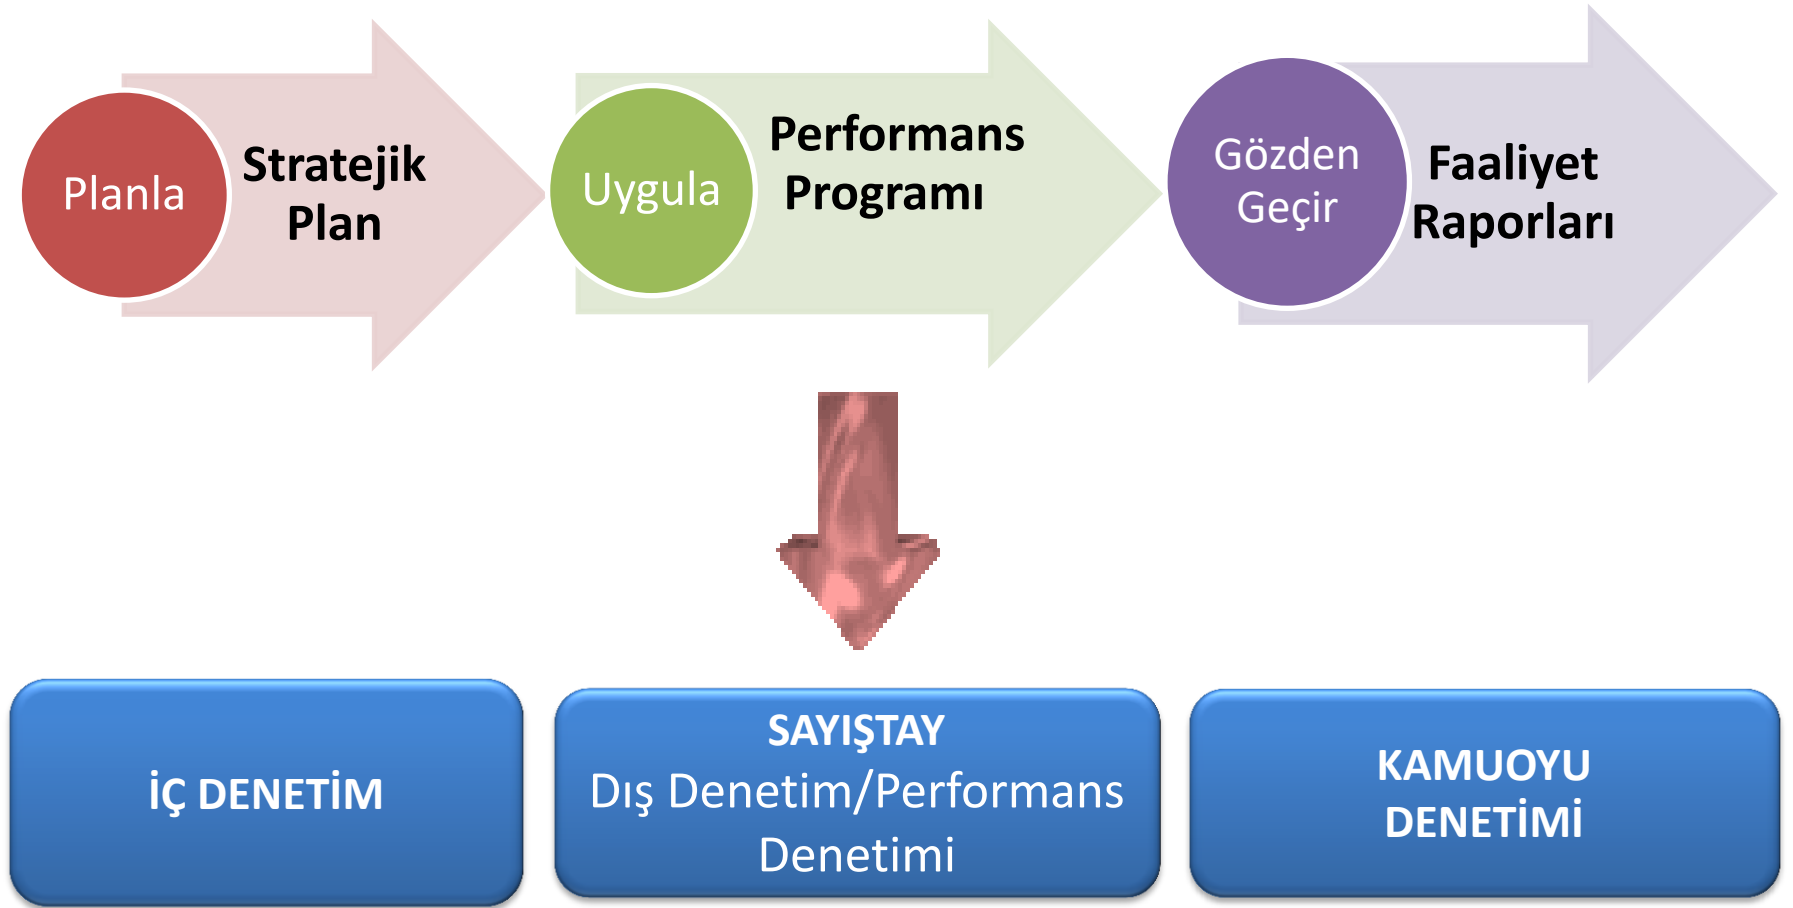 Planla
Stratejik
Plan
Uygula
Performans
Programı
Gözden
Geçir
Faaliyet
Raporları
İÇ DENETİM
SAYIŞTAY
Dış Denetim/Performans
Denetimi
KAMUOYU
DENETİMİ